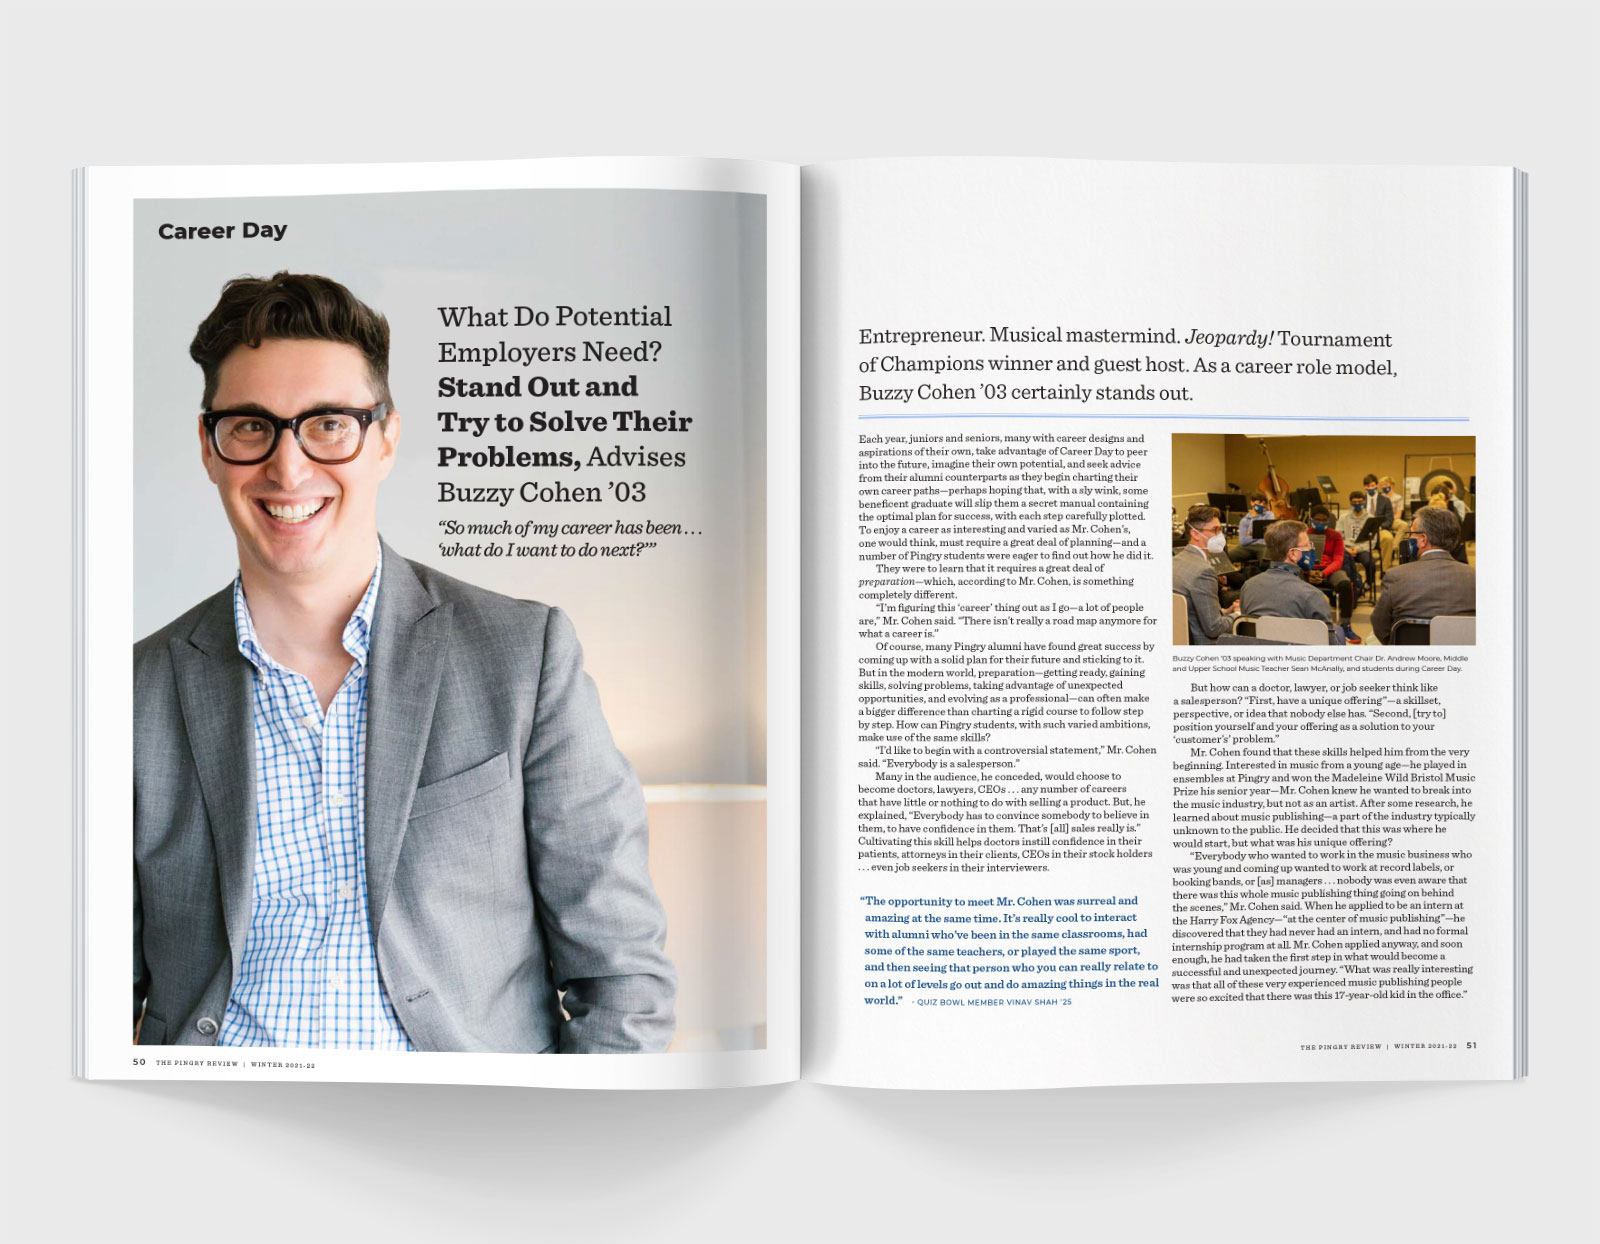 Career Day
What Do Potential
Employers Need?
Stand Out and
Try to Solve Their
Problems, Advises
Buzzy Cohen ’03
“So much of my career has been . . .
‘what do I want to do next?’”
50 THE PINGRY REVIEW | WINTER 2021-22
Entrepreneur. Musical mastermind. Jeopardy! Tournament
of Champions winner and guest host. As a career role model,
Buzzy Cohen ’03 certainly stands out.
Each year, juniors and seniors, many with career designs and
aspirations of their own, take advantage of Career Day to peer
into the future, imagine their own potential, and seek advice
from their alumni counterparts as they begin charting their
own career paths—perhaps hoping that, with a sly wink, some
beneficent graduate will slip them a secret manual containing
the optimal plan for success, with each step carefully plotted.
To enjoy a career as interesting and varied as Mr. Cohen’s,
one would think, must require a great deal of planning—and a
number of Pingry students were eager to find out how he did it.
They were to learn that it requires a great deal of
preparation—which, according to Mr. Cohen, is something
completely different.
“I’m figuring this ‘career’ thing out as I go—a lot of people
are,” Mr. Cohen said. “There isn’t really a road map anymore for
what a career is.”
Of course, many Pingry alumni have found great success by
coming up with a solid plan for their future and sticking to it.
But in the modern world, preparation—getting ready, gaining
skills, solving problems, taking advantage of unexpected
opportunities, and evolving as a professional—can often make
a bigger difference than charting a rigid course to follow step
by step. How can Pingry students, with such varied ambitions,
make use of the same skills?
“I’d like to begin with a controversial statement,” Mr. Cohen
said. “Everybody is a salesperson.”
Many in the audience, he conceded, would choose to
become doctors, lawyers, CEOs . . . any number of careers
that have little or nothing to do with selling a product. But, he
explained, “Everybody has to convince somebody to believe in
them, to have confidence in them. That’s [all] sales really is.”
Cultivating this skill helps doctors instill confidence in their
patients, attorneys in their clients, CEOs in their stock holders
. . . even job seekers in their interviewers.
“The opportunity to meet Mr. Cohen was surreal and
amazing at the same time. It’s really cool to interact
with alumni who’ve been in the same classrooms, had
some of the same teachers, or played the same sport,
and then seeing that person who you can really relate to
on a lot of levels go out and do amazing things in the real
world.” - QUIZ BOWL MEMBER VINAV SHAH ’25
Buzzy Cohen ’03 speaking with Music Department Chair Dr. Andrew Moore, Middle
and Upper School Music Teacher Sean McAnally, and students during Career Day.
But how can a doctor, lawyer, or job seeker think like
a salesperson? “First, have a unique offering”—a skillset,
perspective, or idea that nobody else has. “Second, [try to]
position yourself and your offering as a solution to your
‘customer’s’ problem.”
Mr. Cohen found that these skills helped him from the very
beginning. Interested in music from a young age—he played in
ensembles at Pingry and won the Madeleine Wild Bristol Music
Prize his senior year—Mr. Cohen knew he wanted to break into
the music industry, but not as an artist. After some research, he
learned about music publishing—a part of the industry typically
unknown to the public. He decided that this was where he
would start, but what was his unique offering?
“Everybody who wanted to work in the music business who
was young and coming up wanted to work at record labels, or
booking bands, or [as] managers . . . nobody was even aware that
there was this whole music publishing thing going on behind
the scenes,” Mr. Cohen said. When he applied to be an intern at
the Harry Fox Agency—“at the center of music publishing”—he
discovered that they had never had an intern, and had no formal
internship program at all. Mr. Cohen applied anyway, and soon
enough, he had taken the first step in what would become a
successful and unexpected journey. “What was really interesting
was that all of these very experienced music publishing people
were so excited that there was this 17-year-old kid in the office.”
THE PINGRY REVIEW | WINTER 2021-22 51